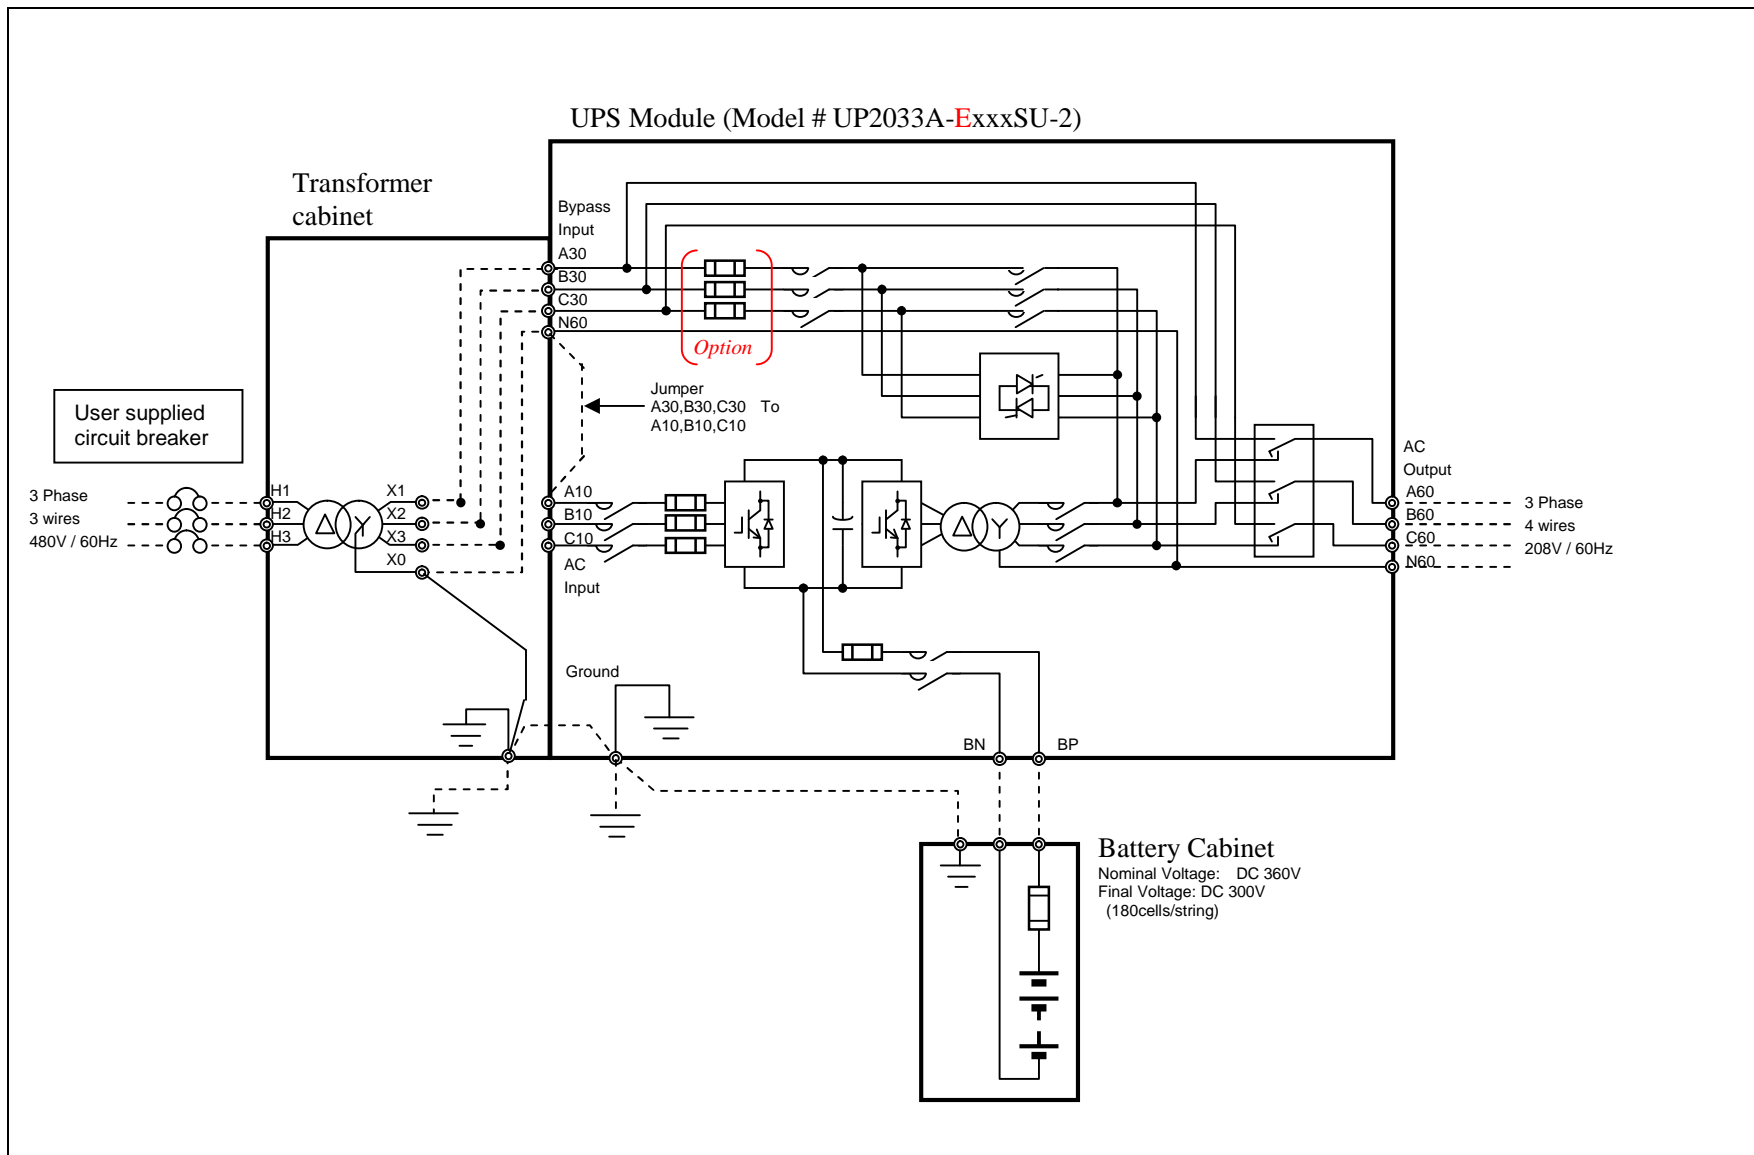 UPS Module (Model # UP2033A-ExxxSU-2)
Transformer
cabinet
Bypass
Input
A30
B30
C30
N60
Option
Jumper
A30,B30,C30 To
A10,B10,C10
User supplied
circuit breaker
3 Phase
3 wires
480V / 60Hz
H1
H2
H3
X1
X2
X3
X0
A10
B10
C10
AC
Input
AC
Output
A60
B60
C60
N60
3 Phase
4 wires
208V / 60Hz
Ground
BN
BP
Battery Cabinet
Nominal Voltage: DC 360V
Final Voltage: DC 300V
(180cells/string)